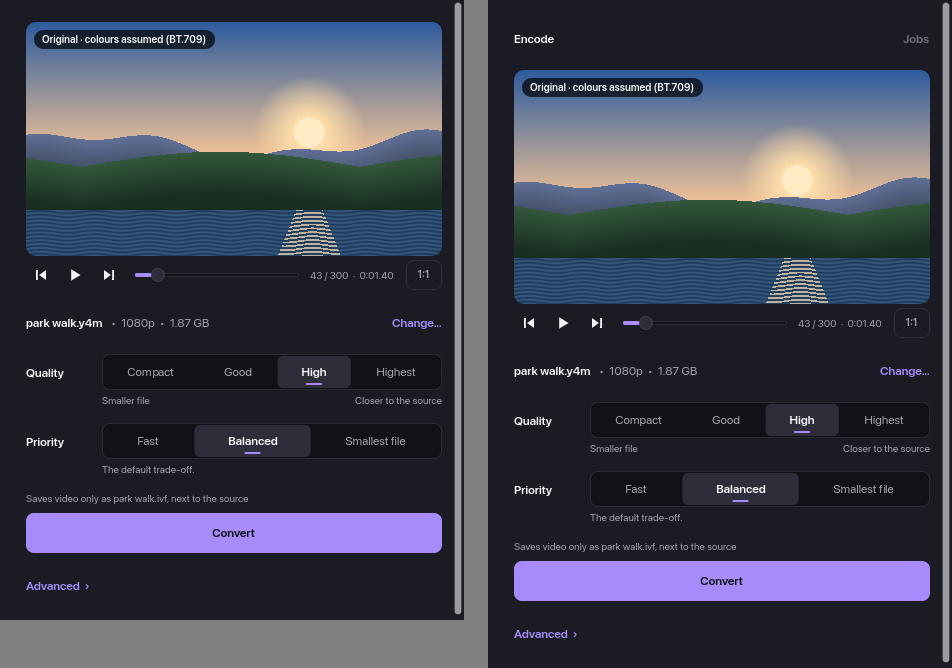 Original · colours assumed (BT.709)
43 / 300 · 0:01.40
1:1
park walk.y4m • 1080p • 1.87 GB
Change...
Quality
Compact
Good
High
Highest
Smaller file
Closer to the source
Priority
Fast
Balanced
Smallest file
The default trade-off.
Saves video only as park walk.ivf, next to the source
Convert
Advanced ›
Encode
Jobs
Original · colours assumed (BT.709)
43 / 300 · 0:01.40
1:1
park walk.y4m • 1080p • 1.87 GB
Change...
Quality
Compact
Good
High
Highest
Smaller file
Closer to the source
Priority
Fast
Balanced
Smallest file
The default trade-off.
Saves video only as park walk.ivf, next to the source
Convert
Advanced ›